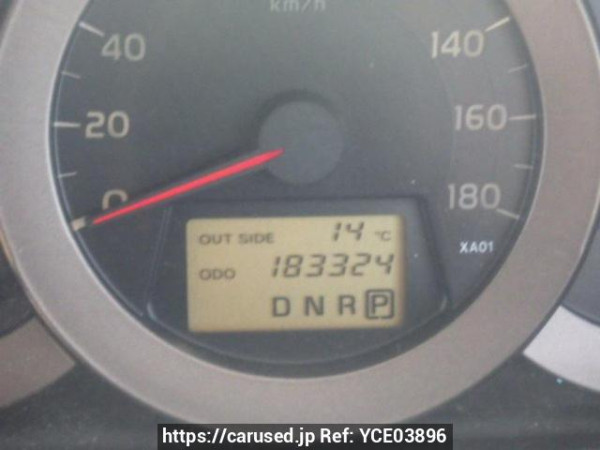 km/h
40 140
20 160
0 180
OUT SIDE 14 °C
XA01
ODO 183324
D N R P
https://carused.jp Ref: YCE03896